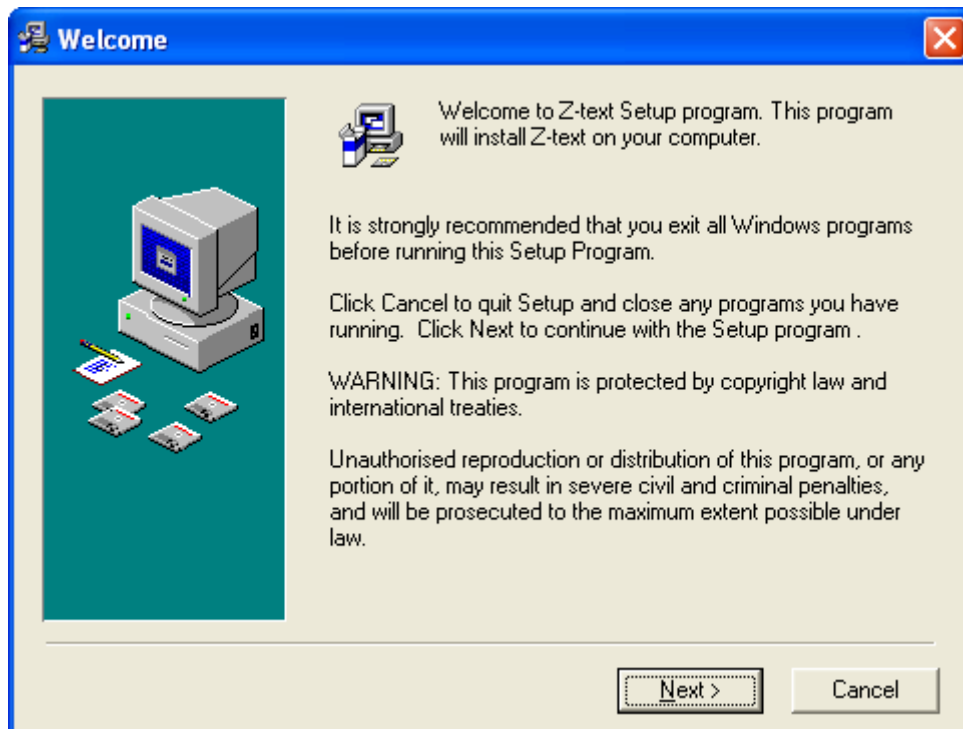 Welcome
Welcome to Z-text Setup program. This program
will install Z-text on your computer.
It is strongly recommended that you exit all Windows programs
before running this Setup Program.
Click Cancel to quit Setup and close any programs you have
running.  Click Next to continue with the Setup program .
WARNING: This program is protected by copyright law and
international treaties.
Unauthorised reproduction or distribution of this program, or any
portion of it, may result in severe civil and criminal penalties,
and will be prosecuted to the maximum extent possible under
law.
Next >
Cancel